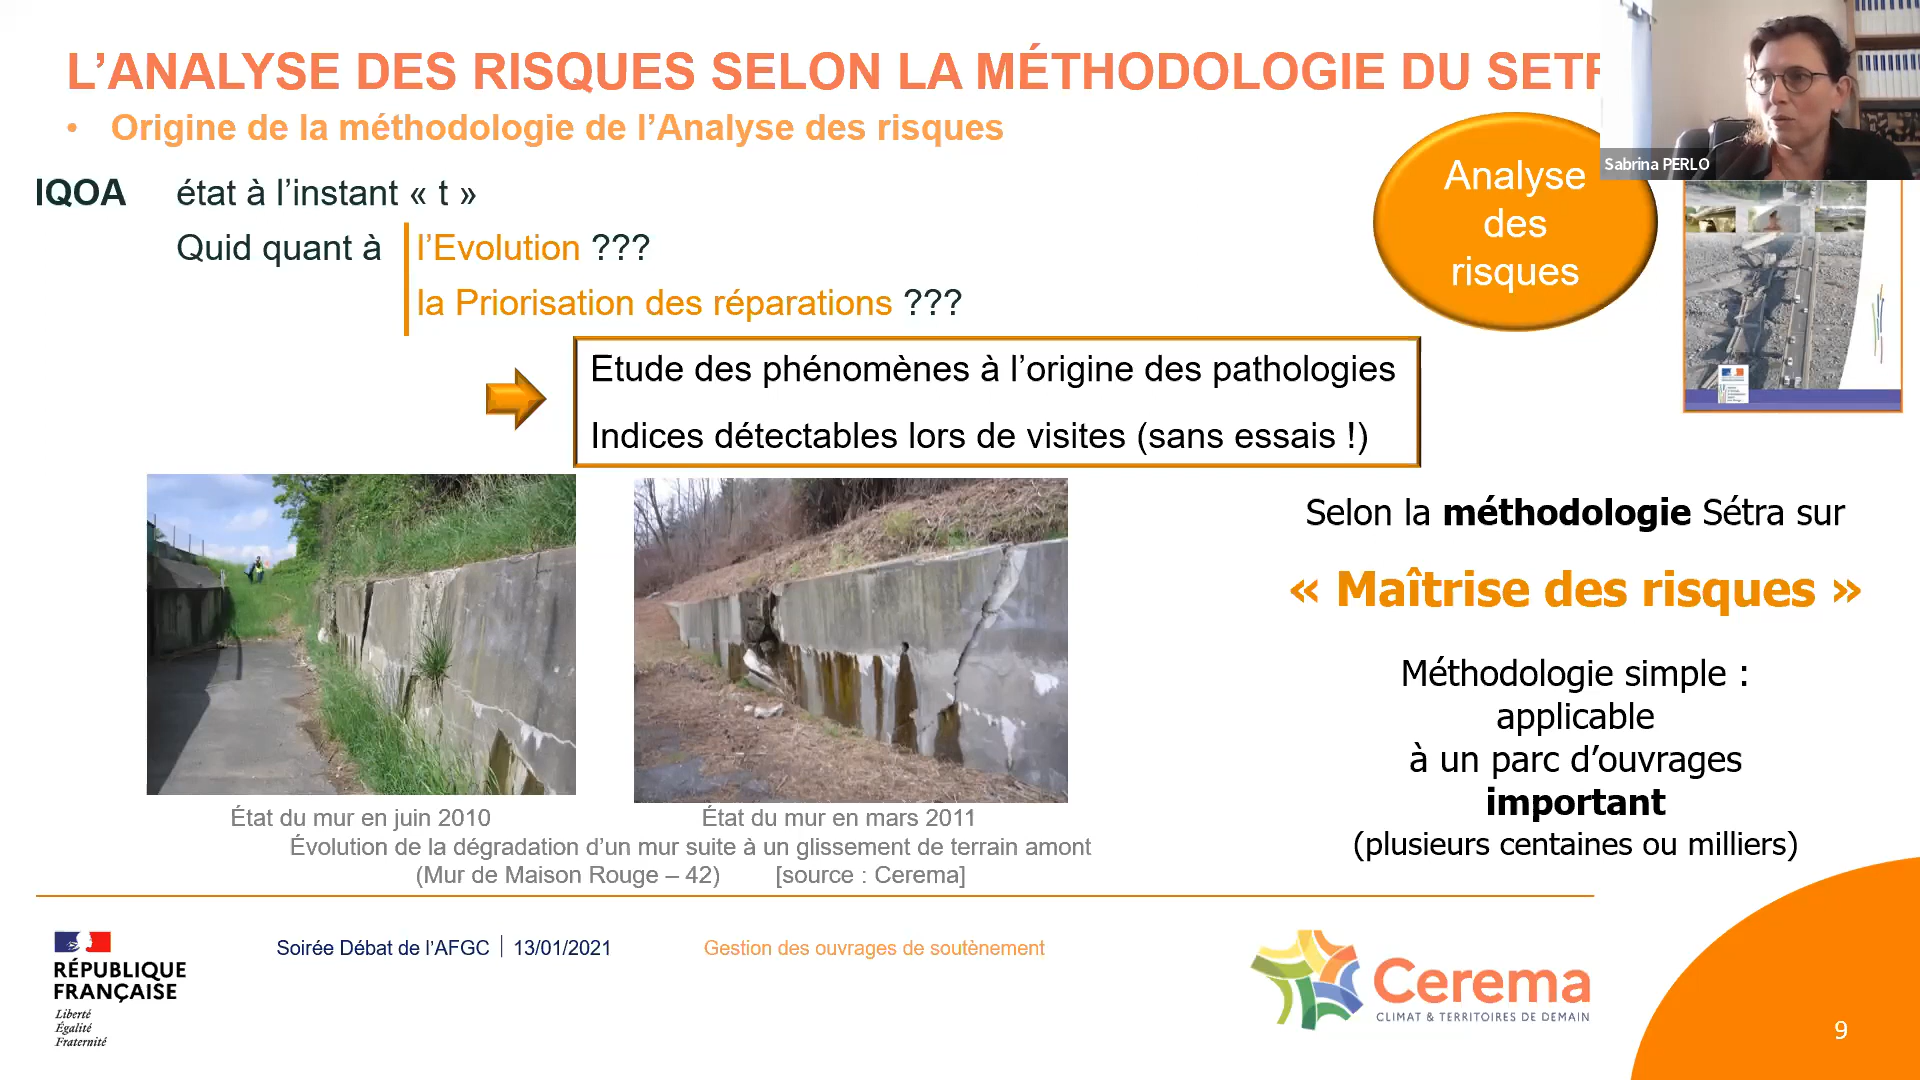 L’ANALYSE DES RISQUES SELON LA MÉTHODOLOGIE DU SET
• Origine de la méthodologie de l’Analyse des risques
Sabrina PERLO
IQOA état à l’instant « t »
Quid quant à l’Evolution ???
la Priorisation des réparations ???
Analyse
des
risques
Etude des phénomènes à l’origine des pathologies
Indices détectables lors de visites (sans essais !)
Selon la méthodologie Sétra sur
« Maîtrise des risques »
Méthodologie simple :
applicable
à un parc d’ouvrages
important
(plusieurs centaines ou milliers)
État du mur en juin 2010
État du mur en mars 2011
Évolution de la dégradation d’un mur suite à un glissement de terrain amont
(Mur de Maison Rouge – 42) [source : Cerema]
RÉPUBLIQUE
FRANÇAISE
Liberté
Égalité
Fraternité
Soirée Débat de l’AFGC | 13/01/2021
Gestion des ouvrages de soutènement
Cerema
CLIMAT & TERRITOIRES DE DEMAIN
9